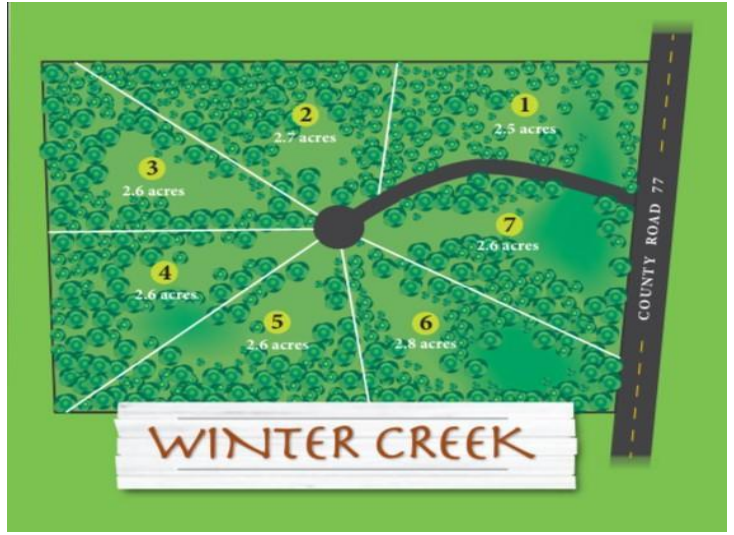 1
2.5 acres
2
2.7 acres
3
2.6 acres
4
2.6 acres
5
2.6 acres
6
2.8 acres
7
2.6 acres
COUNTY ROAD 77
WINTER CREEK